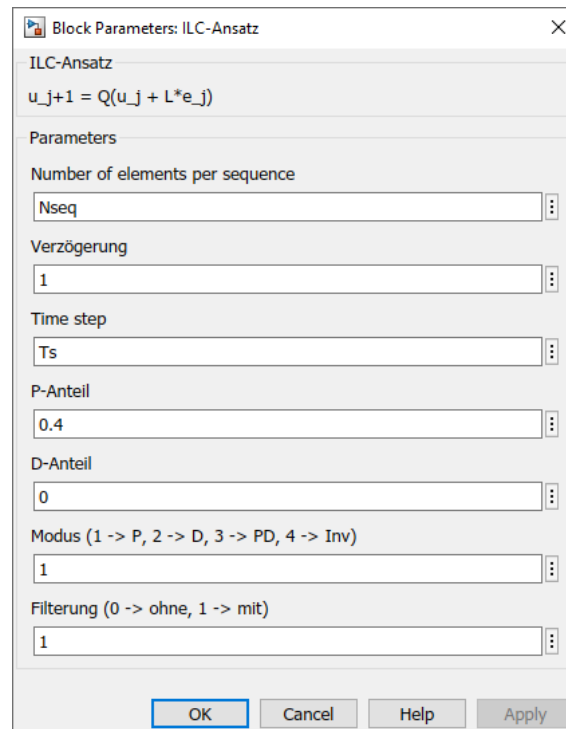 Block Parameters: ILC-Ansatz
ILC-Ansatz
u_j+1 = Q(u_j + L*e_j)
Parameters
Number of elements per sequence
Nseq
Verzögerung
1
Time step
Ts
P-Anteil
0.4
D-Anteil
0
Modus (1 -> P, 2 -> D, 3 -> PD, 4 -> Inv)
1
Filterung (0 -> ohne, 1 -> mit)
1
OK Cancel Help Apply